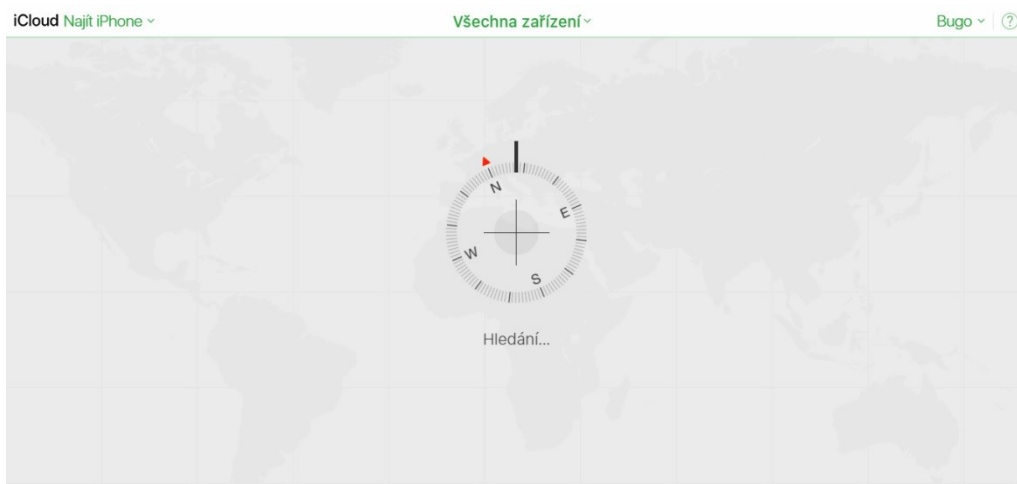 iCloud Najít iPhone
Všechna zařízení
Bugo
?
N
E
W
S
Hledání...